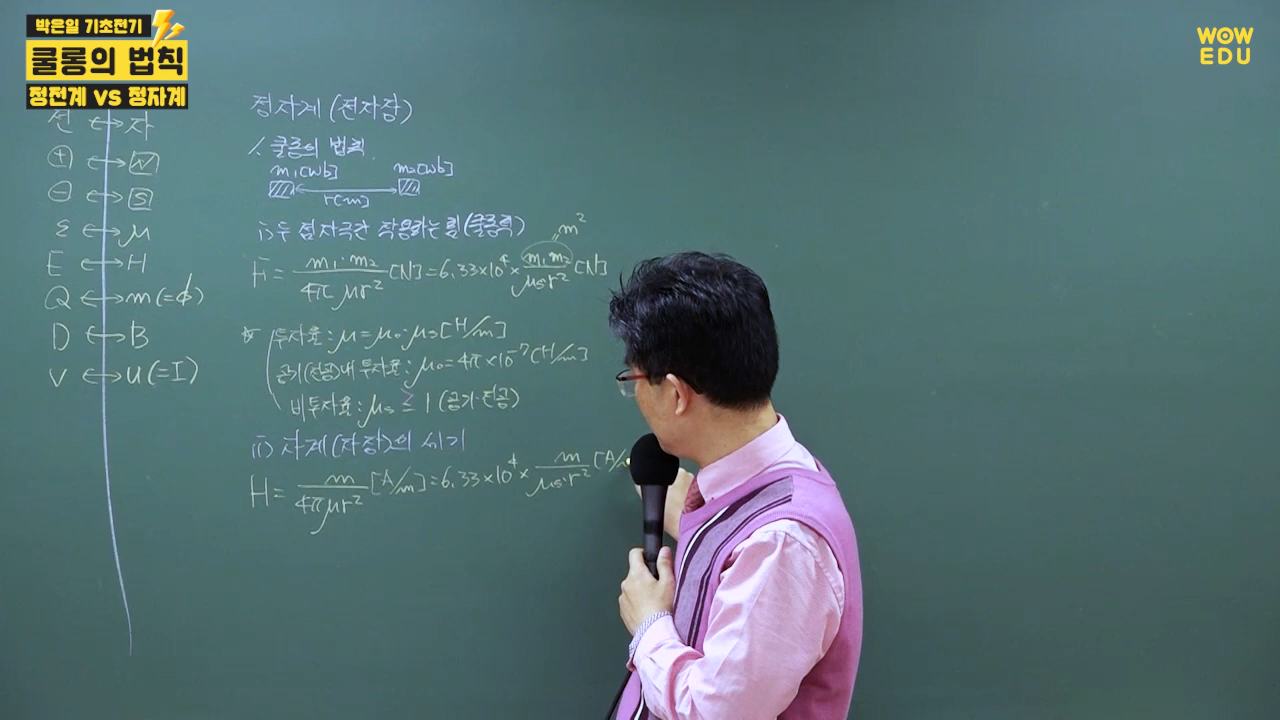 박은일 기초전기
쿨롱의 법칙
정전계 vs 정자계
WOW
EDU
전 ↔ 자
⊕ ↔ N
⊖ ↔ S
ε ↔ μ
E ↔ H
Q ↔ m(=ϕ)
D ↔ B
V ↔ u(=I)
정자계(전자장)
1. 쿨롱의 법칙
m₁[wb] m₂[wb]
r[m]
i) 두 점자극간 작용하는 힘(쿨롱력)
F = m₁·m₂/4πμr² [N] = 6.33×10⁴× m₁m₂/μsr² [N]
m²
☆ 투자율: μ=μ₀·μs[H/m]
공기(진공)내 투자율: μ₀=4π×10⁻⁷[H/m]
비투자율: μs ≥ 1 (공기·진공)
ii) 자계(자장)의 세기
H = m/4πμr² [A/m] = 6.33×10⁴× m/μs·r² [A/